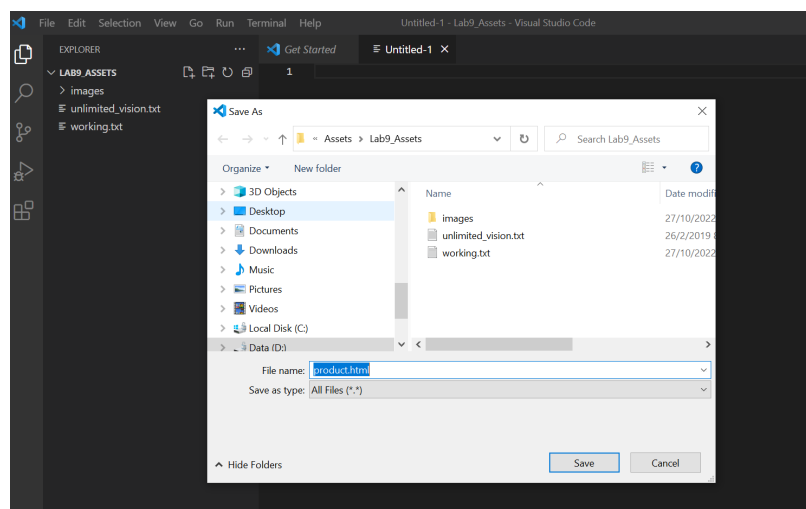 File Edit Selection View Go Run Terminal Help Untitled-1 - Lab9_Assets - Visual Studio Code
EXPLORER
Get Started
Untitled-1
LAB9_ASSETS
1
images
unlimited_vision.txt
working.txt
Save As
« Assets > Lab9_Assets
Search Lab9_Assets
Organize
New folder
3D Objects
Desktop
Documents
Downloads
Music
Pictures
Videos
Local Disk (C:)
Data (D:)
Name Date modifi
images 27/10/2022
unlimited_vision.txt 26/2/2019
working.txt 27/10/2022
File name: product.html
Save as type: All Files (*.*)
Hide Folders
Save
Cancel